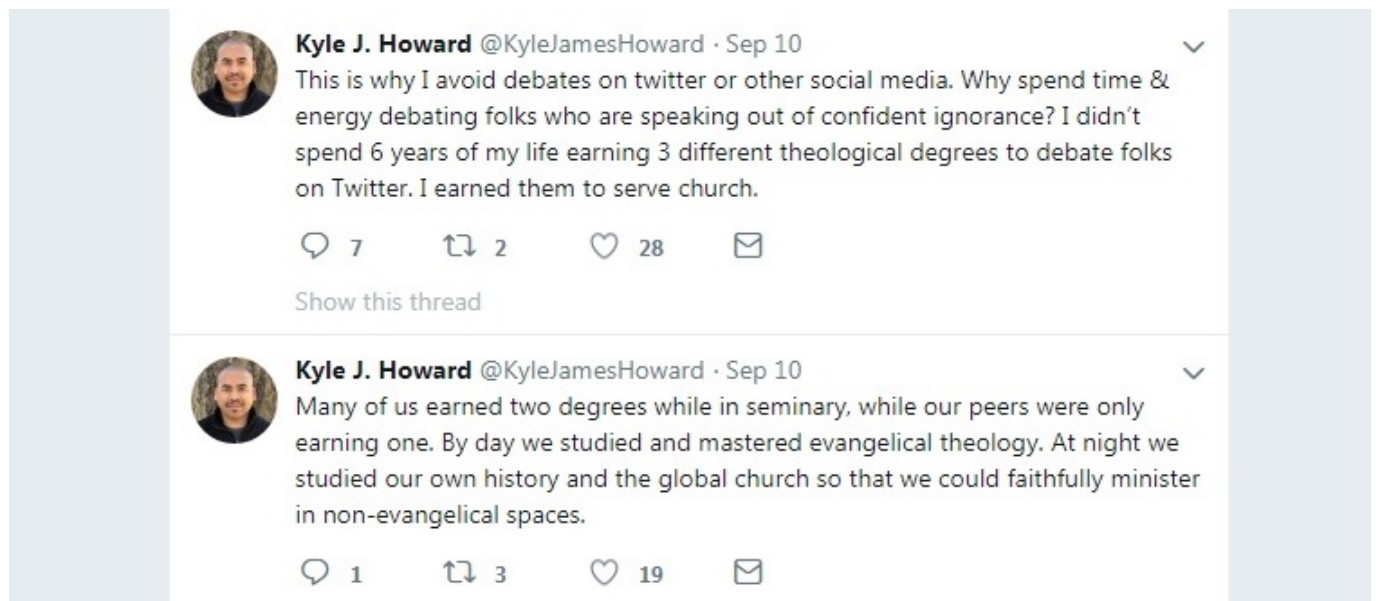 Kyle J. Howard @KyleJamesHoward · Sep 10
This is why I avoid debates on twitter or other social media. Why spend time &
energy debating folks who are speaking out of confident ignorance? I didn't
spend 6 years of my life earning 3 different theological degrees to debate folks
on Twitter. I earned them to serve church.
7 2 28
Show this thread
Kyle J. Howard @KyleJamesHoward · Sep 10
Many of us earned two degrees while in seminary, while our peers were only
earning one. By day we studied and mastered evangelical theology. At night we
studied our own history and the global church so that we could faithfully minister
in non-evangelical spaces.
1 3 19